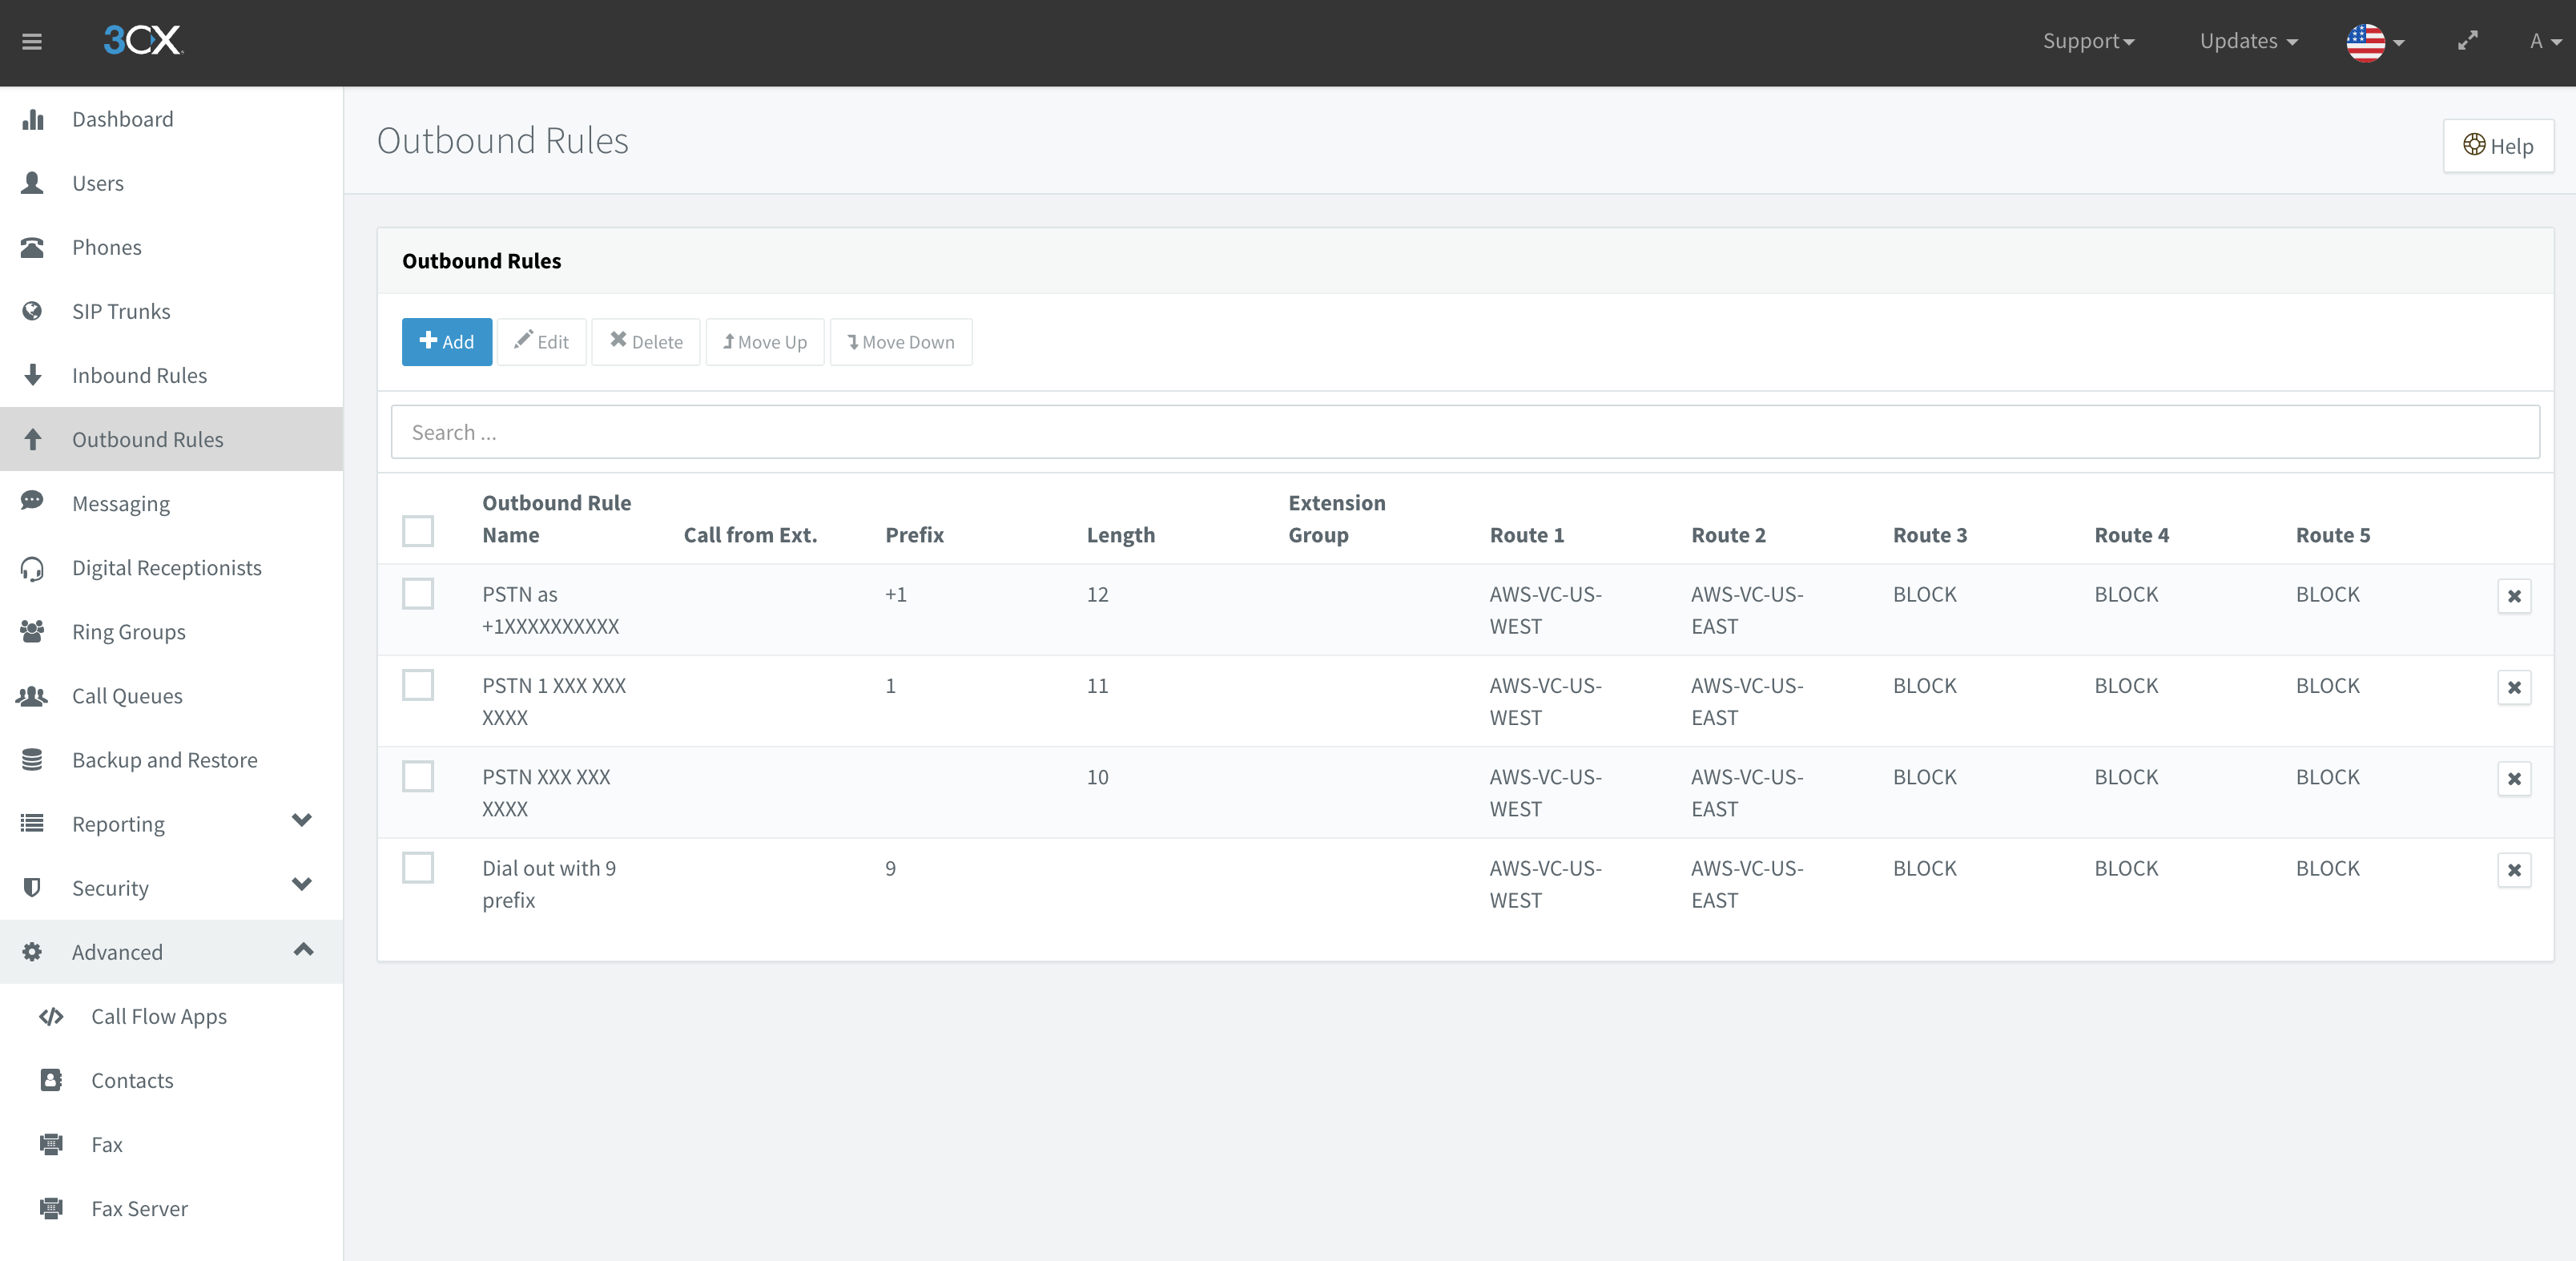 3CX
Support
Updates
A
Dashboard
Users
Phones
SIP Trunks
Inbound Rules
Outbound Rules
Messaging
Digital Receptionists
Ring Groups
Call Queues
Backup and Restore
Reporting
Security
Advanced
Call Flow Apps
Contacts
Fax
Fax Server
Outbound Rules
Help
Outbound Rules
Add Edit Delete Move Up Move Down
Search ...
Outbound Rule Name Call from Ext. Prefix Length Extension Group Route 1 Route 2 Route 3 Route 4 Route 5
PSTN as +1 12 AWS-VC-US- AWS-VC-US- BLOCK BLOCK BLOCK
+1XXXXXXXXXX WEST EAST
PSTN 1 XXX XXX 1 11 AWS-VC-US- AWS-VC-US- BLOCK BLOCK BLOCK
XXXX WEST EAST
PSTN XXX XXX 10 AWS-VC-US- AWS-VC-US- BLOCK BLOCK BLOCK
XXXX WEST EAST
Dial out with 9 9 AWS-VC-US- AWS-VC-US- BLOCK BLOCK BLOCK
prefix WEST EAST